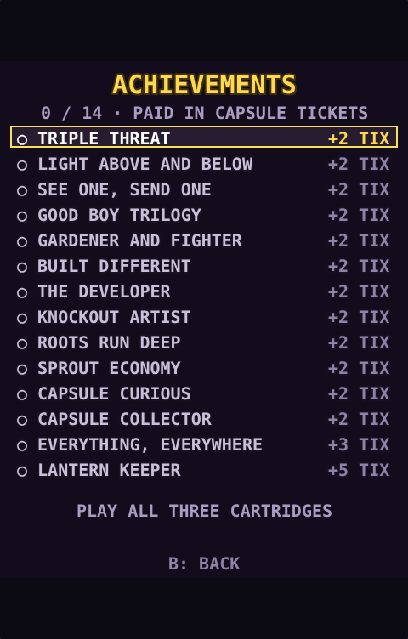 ACHIEVEMENTS
0 / 14 · PAID IN CAPSULE TICKETS
TRIPLE THREAT +2 TIX
LIGHT ABOVE AND BELOW +2 TIX
SEE ONE, SEND ONE +2 TIX
GOOD BOY TRILOGY +2 TIX
GARDENER AND FIGHTER +2 TIX
BUILT DIFFERENT +2 TIX
THE DEVELOPER +2 TIX
KNOCKOUT ARTIST +2 TIX
ROOTS RUN DEEP +2 TIX
SPROUT ECONOMY +2 TIX
CAPSULE CURIOUS +2 TIX
CAPSULE COLLECTOR +2 TIX
EVERYTHING, EVERYWHERE +3 TIX
LANTERN KEEPER +5 TIX
PLAY ALL THREE CARTRIDGES
B: BACK